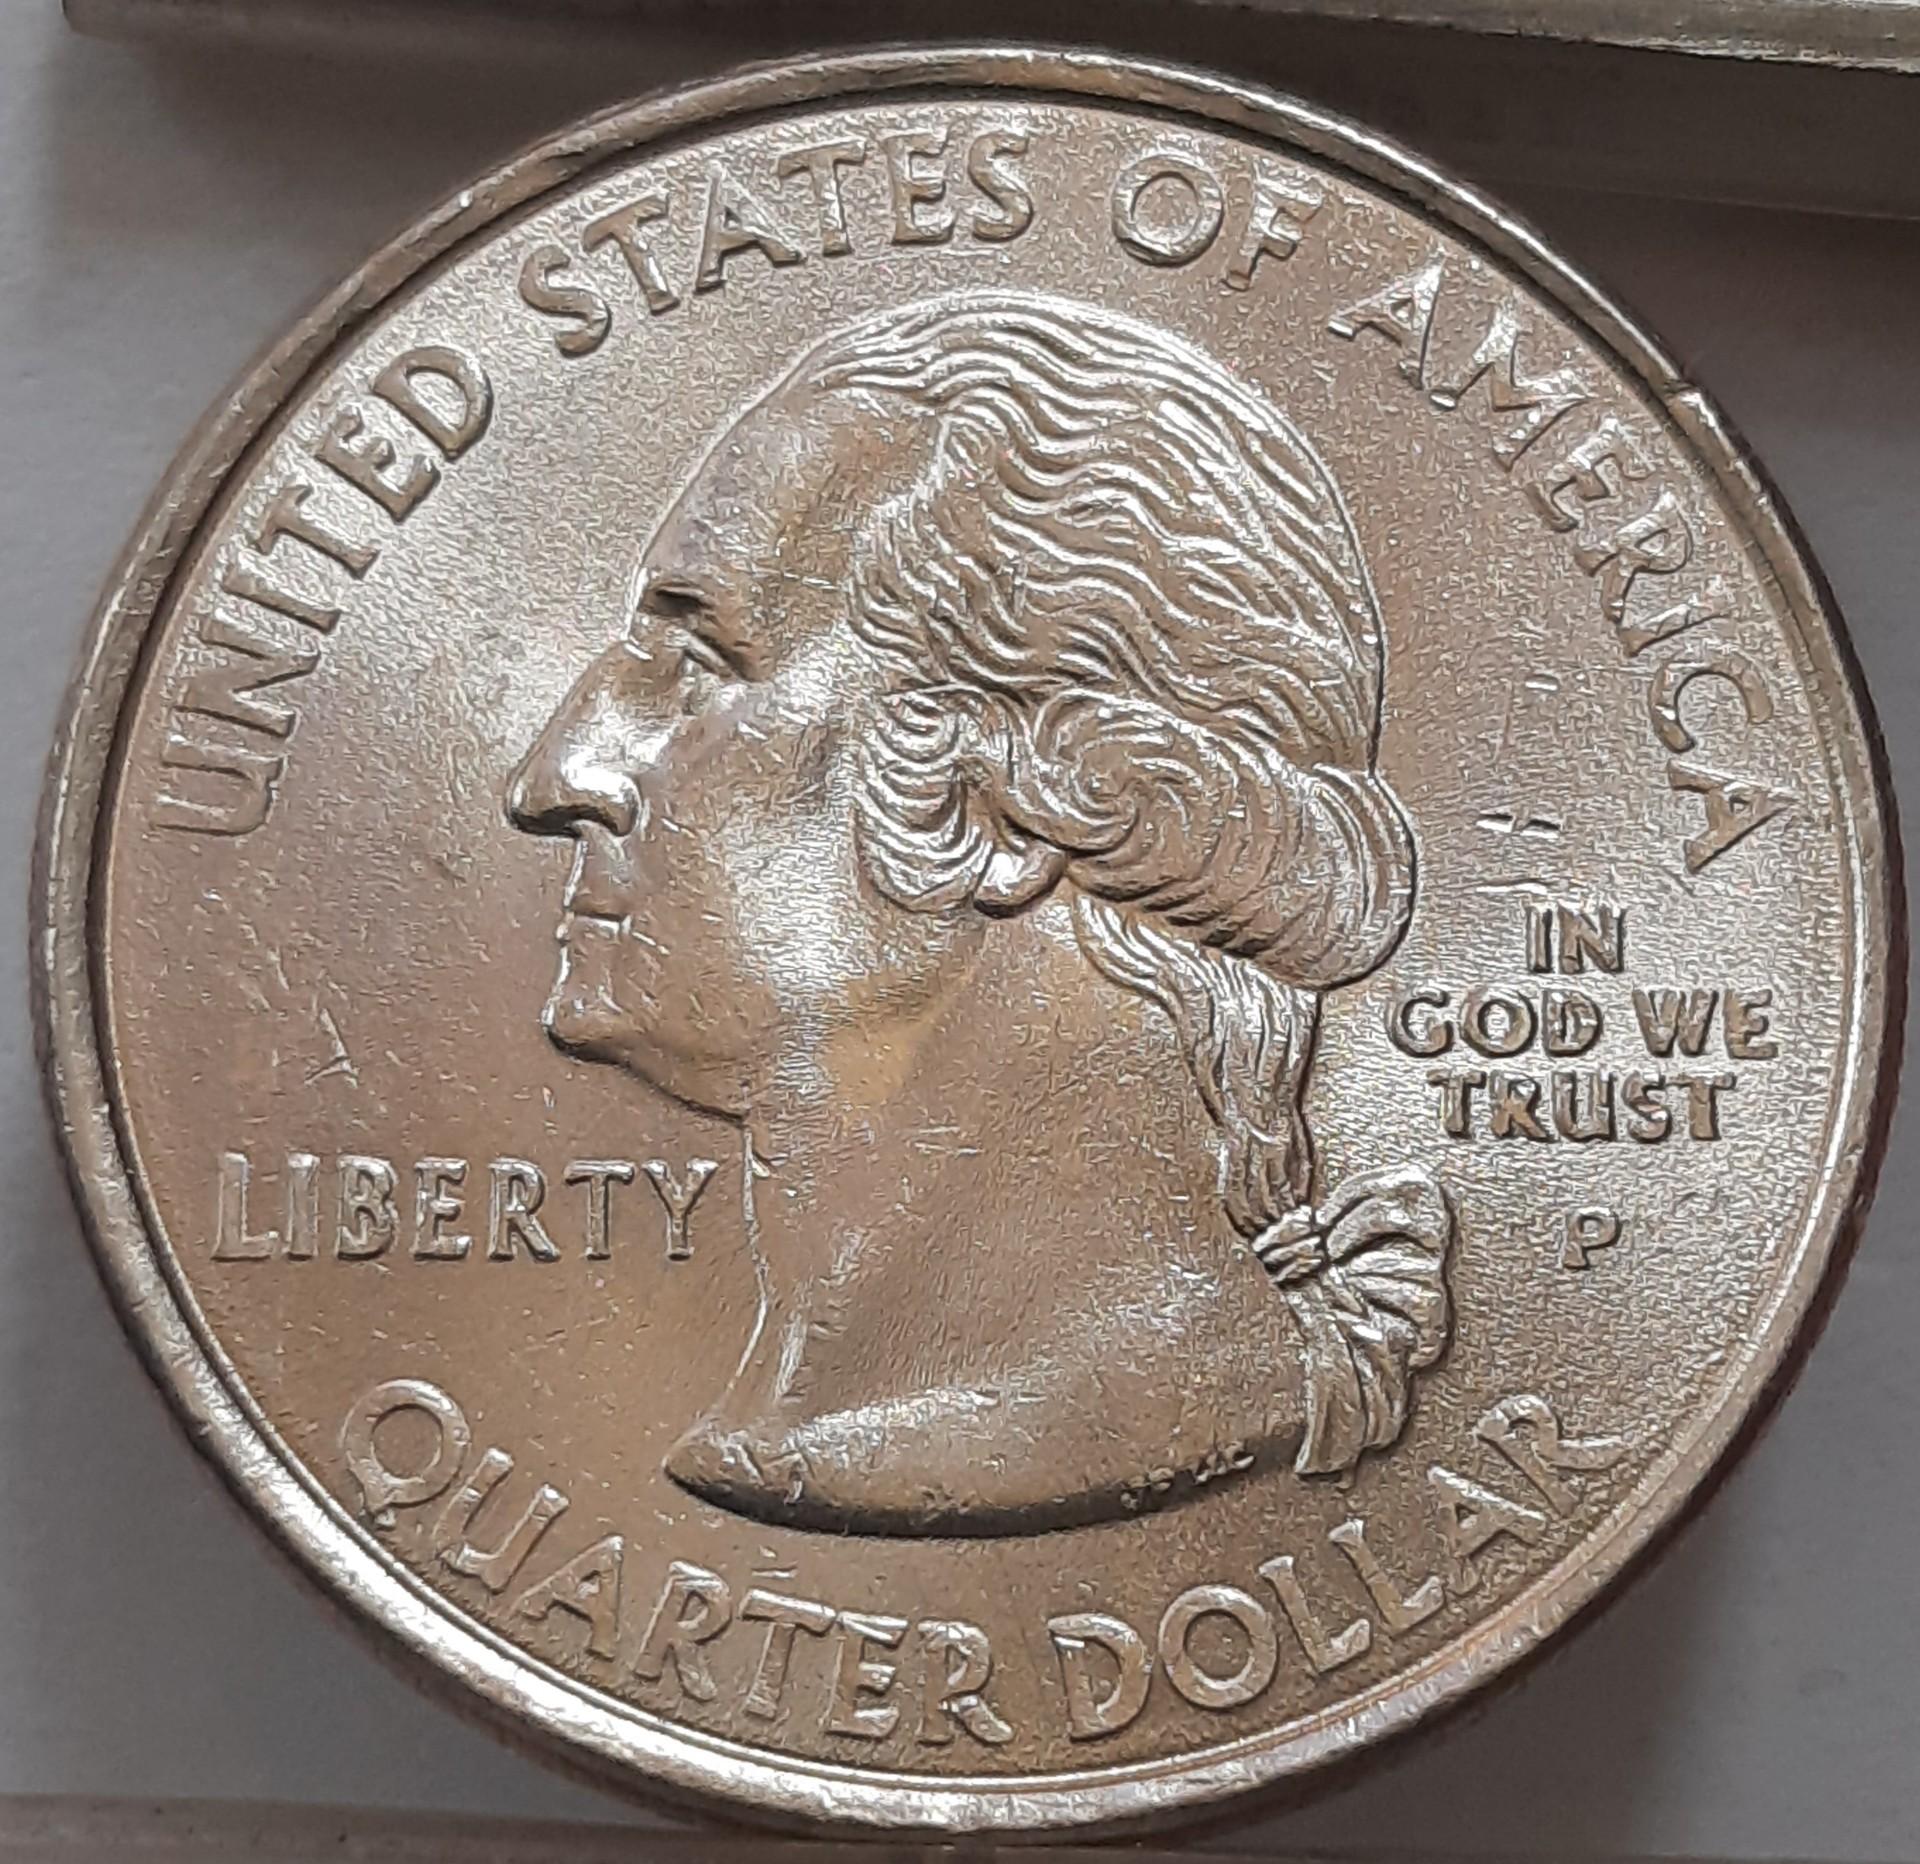 UNITED STATES OF AMERICA
LIBERTY
IN
GOD WE
TRUST
P
QUARTER DOLLAR